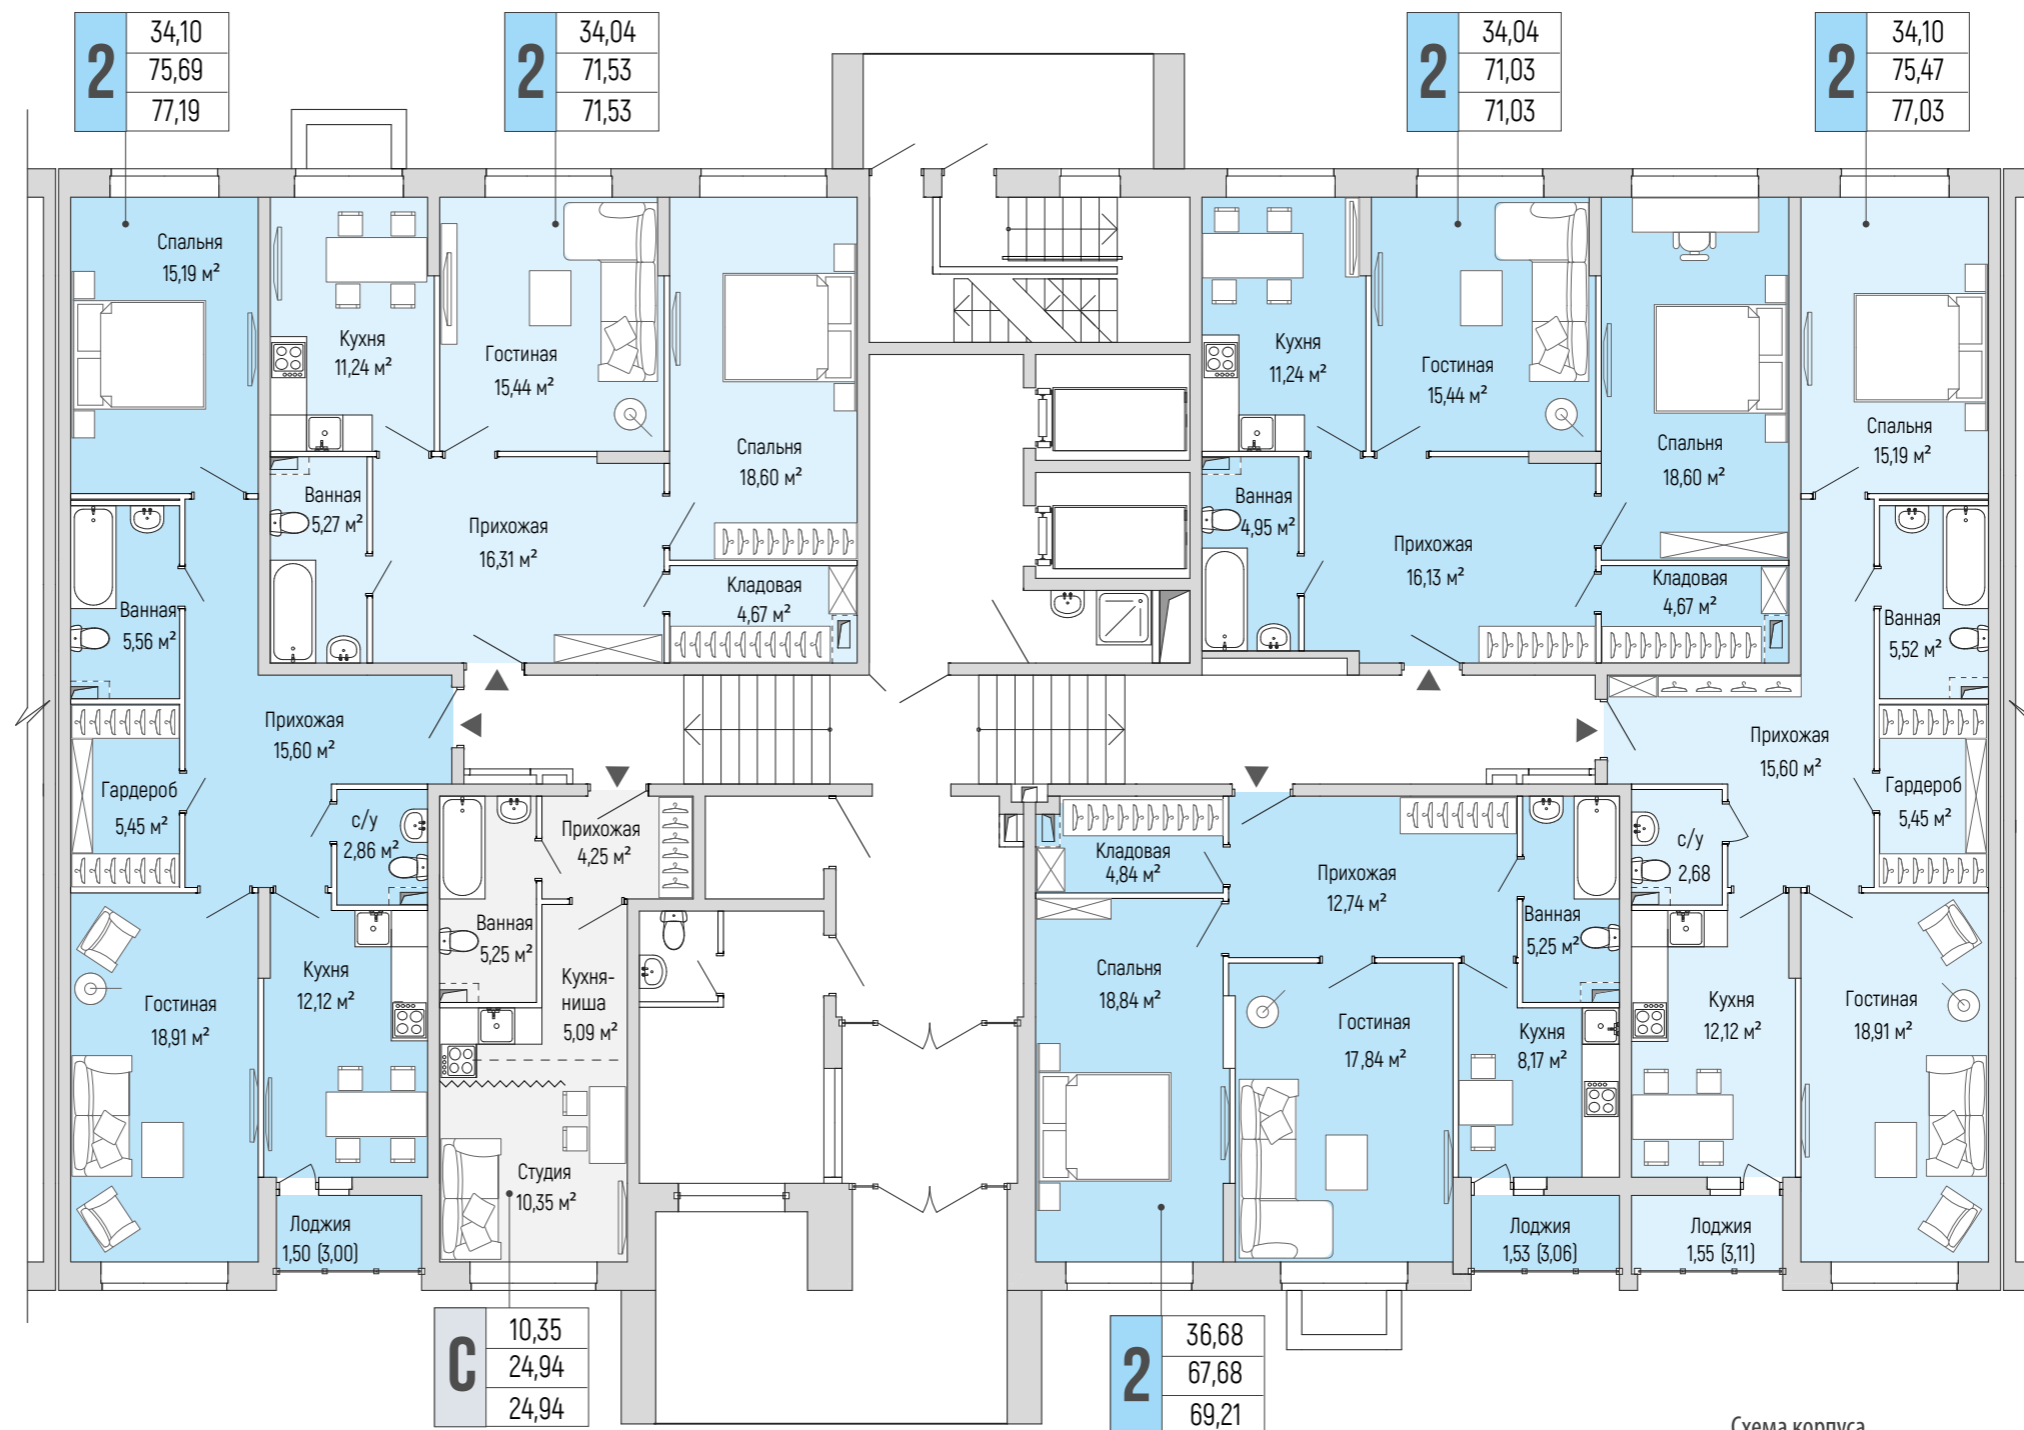 2
34,10
75,69
77,19
2
34,04
71,53
71,53
2
34,04
71,03
71,03
2
34,10
75,47
77,03
Спальня
15,19 м²
Кухня
11,24 м²
Гостиная
15,44 м²
Спальня
18,60 м²
Ванная
5,27 м²
Прихожая
16,31 м²
Кладовая
4,67 м²
Ванная
5,56 м²
Прихожая
15,60 м²
Гардероб
5,45 м²
с/у
2,86 м²
Гостиная
18,91 м²
Кухня
12,12 м²
Лоджия
1,50 (3,00)
Прихожая
4,25 м²
Ванная
5,25 м²
Кухня-
ниша
5,09 м²
Студия
10,35 м²
Кухня
11,24 м²
Гостиная
15,44 м²
Спальня
18,60 м²
Спальня
15,19 м²
Ванная
4,95 м²
Прихожая
16,13 м²
Кладовая
4,67 м²
Ванная
5,52 м²
Прихожая
15,60 м²
Гардероб
5,45 м²
с/у
2,68
Кладовая
4,84 м²
Прихожая
12,74 м²
Ванная
5,25 м²
Спальня
18,84 м²
Гостиная
17,84 м²
Кухня
8,17 м²
Кухня
12,12 м²
Гостиная
18,91 м²
Лоджия
1,53 (3,06)
Лоджия
1,55 (3,11)
С
10,35
24,94
24,94
2
36,68
67,68
69,21
Схема корпуса